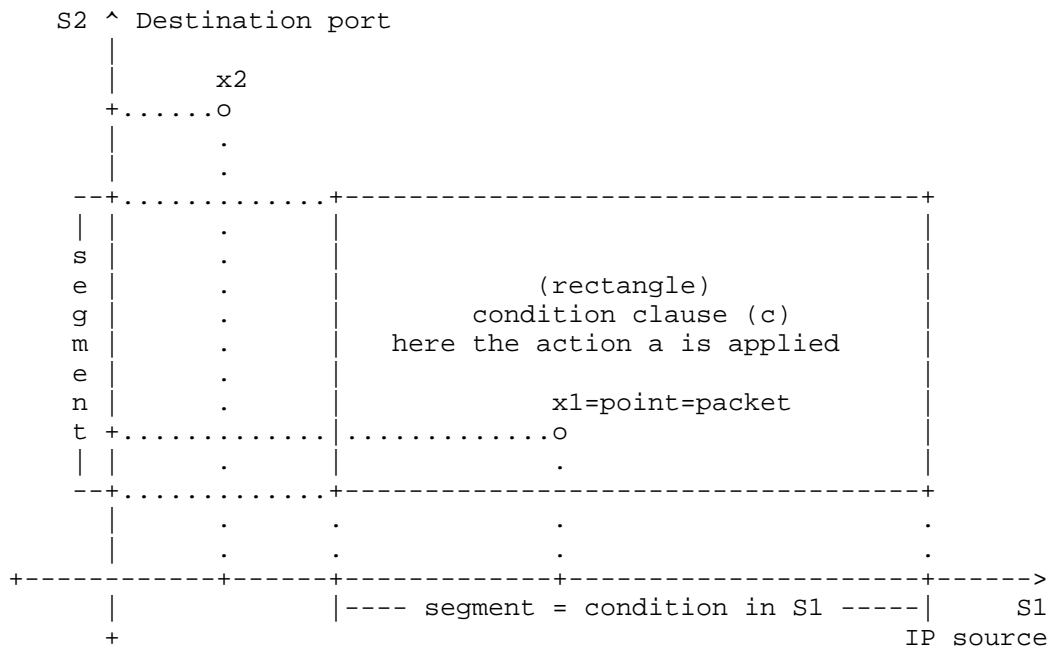 S2 ^ Destination port
x2
(rectangle)
condition clause (c)
here the action a is applied
segment
x1=point=packet
|---- segment = condition in S1 -----| S1
IP source